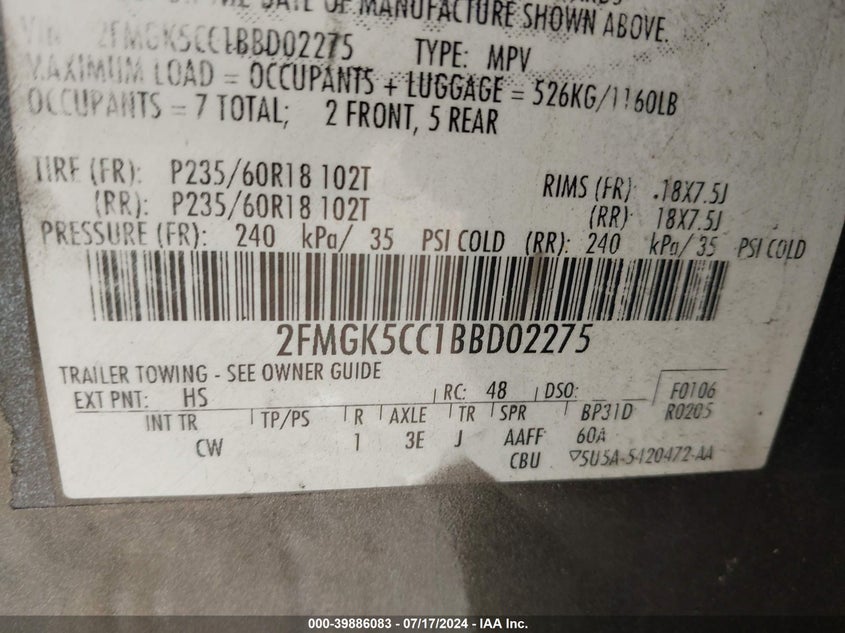 THE DATE OF MANUFACTURE SHOWN ABOVE.
VIN: 2FMGK5CC1BBD02275 TYPE: MPV
MAXIMUM LOAD = OCCUPANTS + LUGGAGE = 526KG/1160LB
OCCUPANTS = 7 TOTAL; 2 FRONT, 5 REAR
TIRE (FR): P235/60R18 102T RIMS (FR) 18X7.5J
(RR): P235/60R18 102T (RR) 18X7.5J
PRESSURE (FR): 240 kPa/ 35 PSI COLD (RR): 240 kPa/ 35 PSI COLD
2FMGK5CC1BBD02275
TRAILER TOWING - SEE OWNER GUIDE
EXT PNT: HS RC: 48 DSO: F0106
INT TR TP/PS R AXLE TR SPR BP31D R0205
CW 1 3E J AAFF 60A
CBU ▽5U5A-5420472-AA
000-39886083 / 07/17/2024 - IAA Inc.